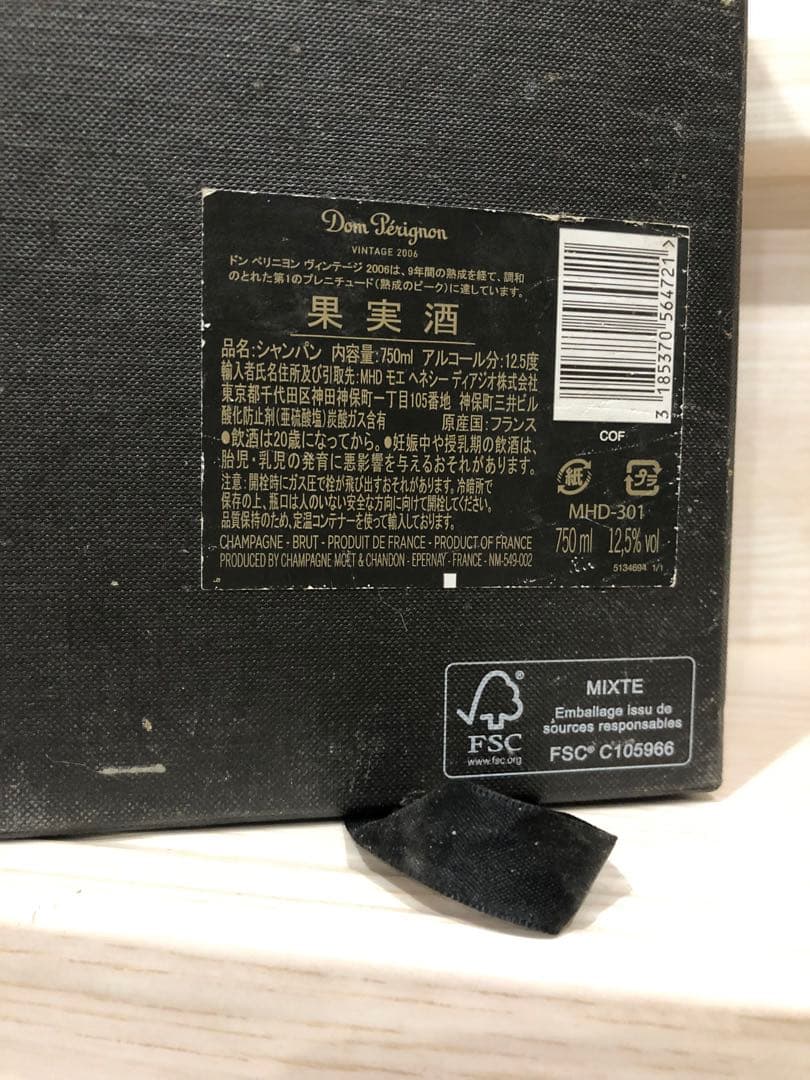 Dom Pérignon
VINTAGE 2006
ドン ペリニヨン ヴィンテージ 2006は、9年間の熟成を経て、調和
のとれた第1のプレニチュード(熟成のピーク)に達しています。
果実酒
品名:シャンパン 内容量:750ml アルコール分:12.5度
輸入者氏名住所及び引取先:MHD モエ ヘネシー ディアジオ株式会社
東京都千代田区神田神保町一丁目105番地 神保町三井ビル
酸化防止剤(亜硫酸塩)炭酸ガス含有 原産国:フランス
●飲酒は20歳になってから。●妊娠中や授乳期の飲酒は、
胎児・乳児の発育に悪影響を与えるおそれがあります。
注意:開栓時にガス圧で栓が飛び出すおそれがあります。冷暗所で
保存の上、瓶口は人のいない安全な方向に向けて開栓してください。
品質保持のため、定温コンテナーを使って輸入しております。
CHAMPAGNE - BRUT - PRODUIT DE FRANCE - PRODUCT OF FRANCE
PRODUCED BY CHAMPAGNE MOËT & CHANDON - EPERNAY - FRANCE - NM-549-002
3 185370 564721 >
COF
紙 プラ
MHD-301
750 ml 12,5% vol
5134694 1/1
FSC®
www.fsc.org
MIXTE
Emballage issu de
sources responsables
FSC® C105966